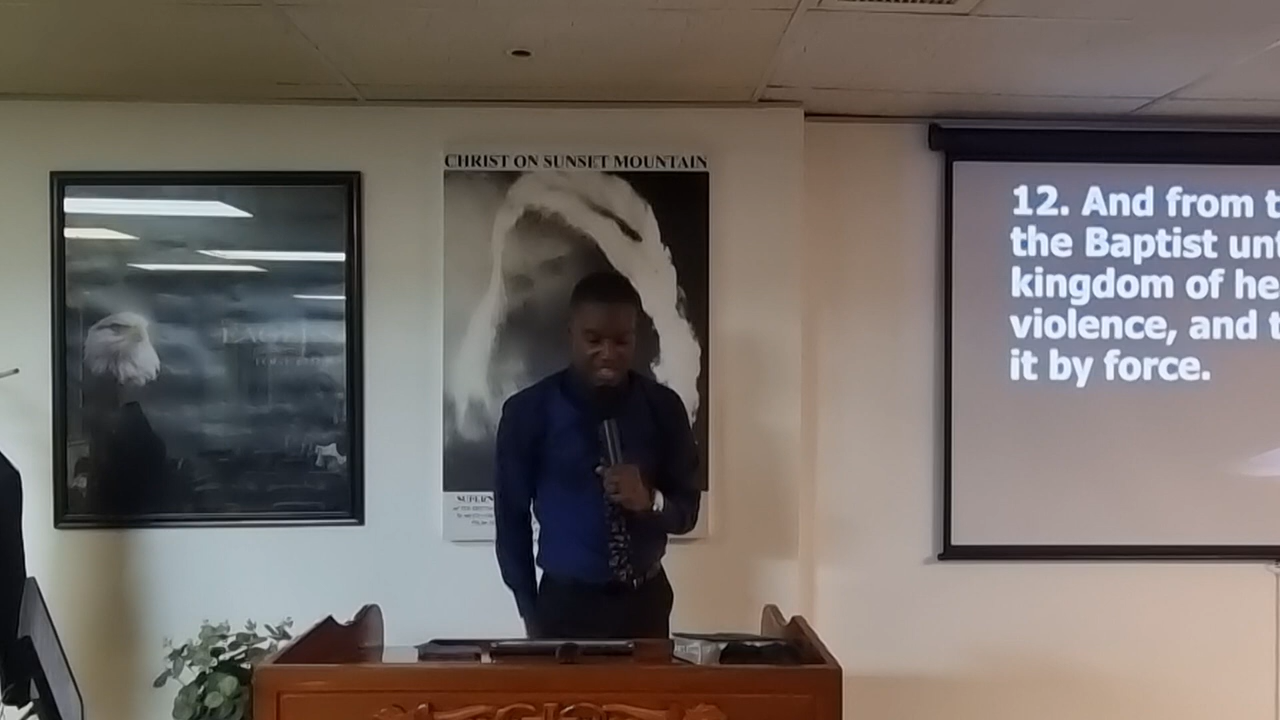 CHRIST ON SUNSET MOUNTAIN
12. And from t
the Baptist unt
kingdom of he
violence, and t
it by force.